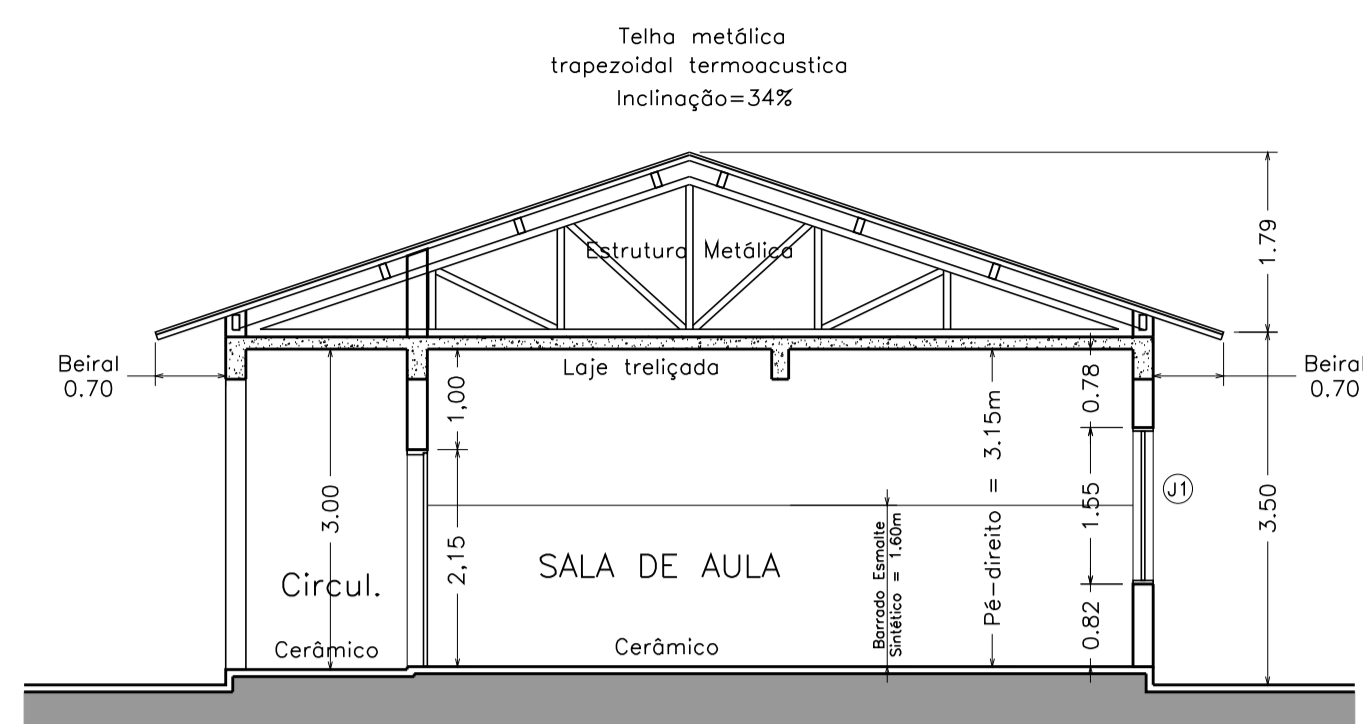 Telha metálica
trapezoidal termoacustica
Inclinação=34%
Estrutura Metálica
1.79
Beiral
0.70
Laje treliçada
Beiral
0.70
1,00
0.78
3.00
2,15
Pé-direito = 3.15m
1.55
J1
3.50
SALA DE AULA
Circul.
Barrado Esmalte
Sintético = 1.60m
0.82
Cerâmico
Cerâmico